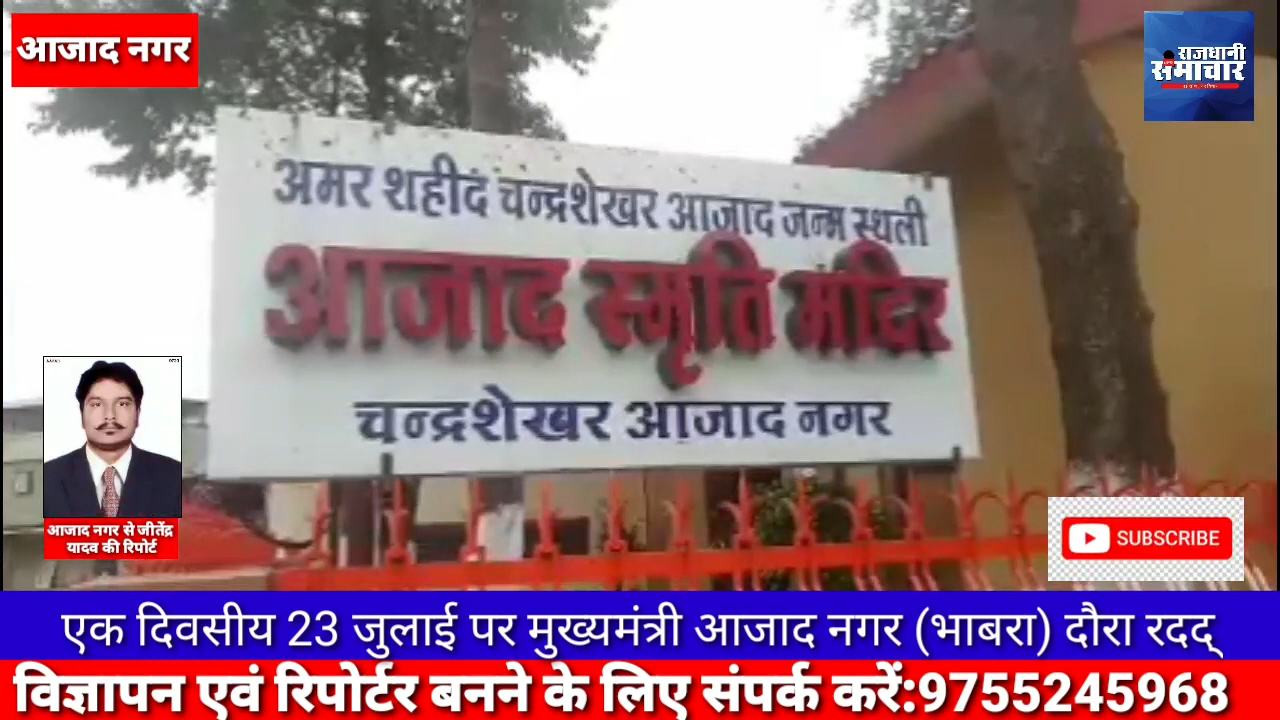 आजाद नगर
राजधानी
समाचार
अमर शहीद चन्द्रशेखर आजाद जन्म स्थली
आजाद स्मृति मंदिर
चन्द्रशेखर आजाद नगर
आजाद नगर से जीतेंद्र
यादव की रिपोर्ट
SUBSCRIBE
एक दिवसीय 23 जुलाई पर मुख्यमंत्री आजाद नगर (भाबरा) दौरा रदद्
विज्ञापन एवं रिपोर्टर बनने के लिए संपर्क करें:9755245968